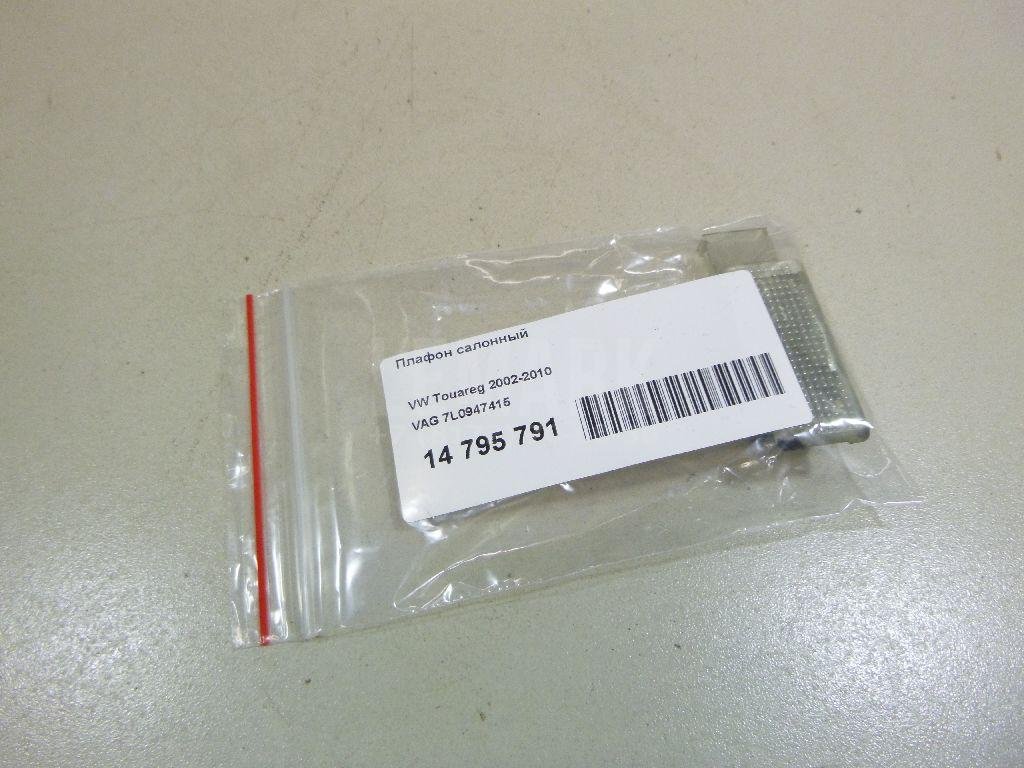 Плафон салонный
VW Touareg 2002-2010
VAG 7L0947415
14 795 791